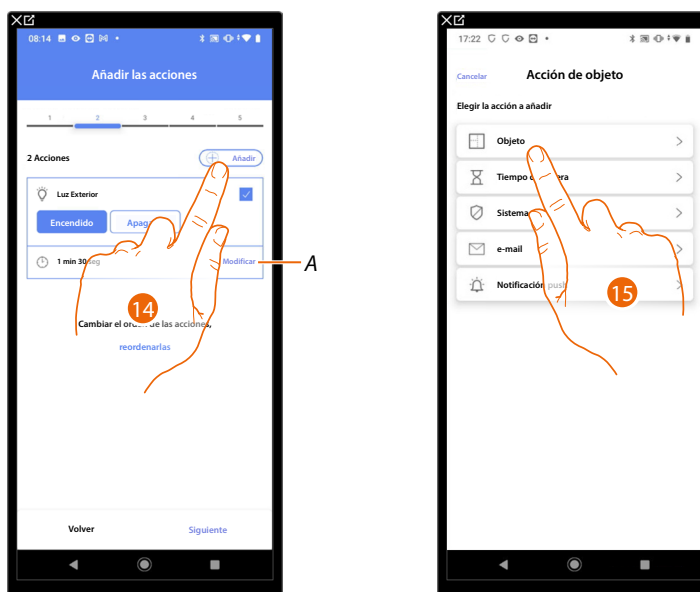 08:14
Añadir las acciones
1 2 3 4 5
2 Acciones
Añadir
Luz Exterior
Encendido
1 min 30 seg
Modificar
A
14
Cambiar el orden de las acciones,
reordenarlas
Volver
Siguiente
17:22
Cancelar
Acción de objeto
Elegir la acción a añadir
Objeto
Tiempo
Sistema
e-mail
Notificación push
15